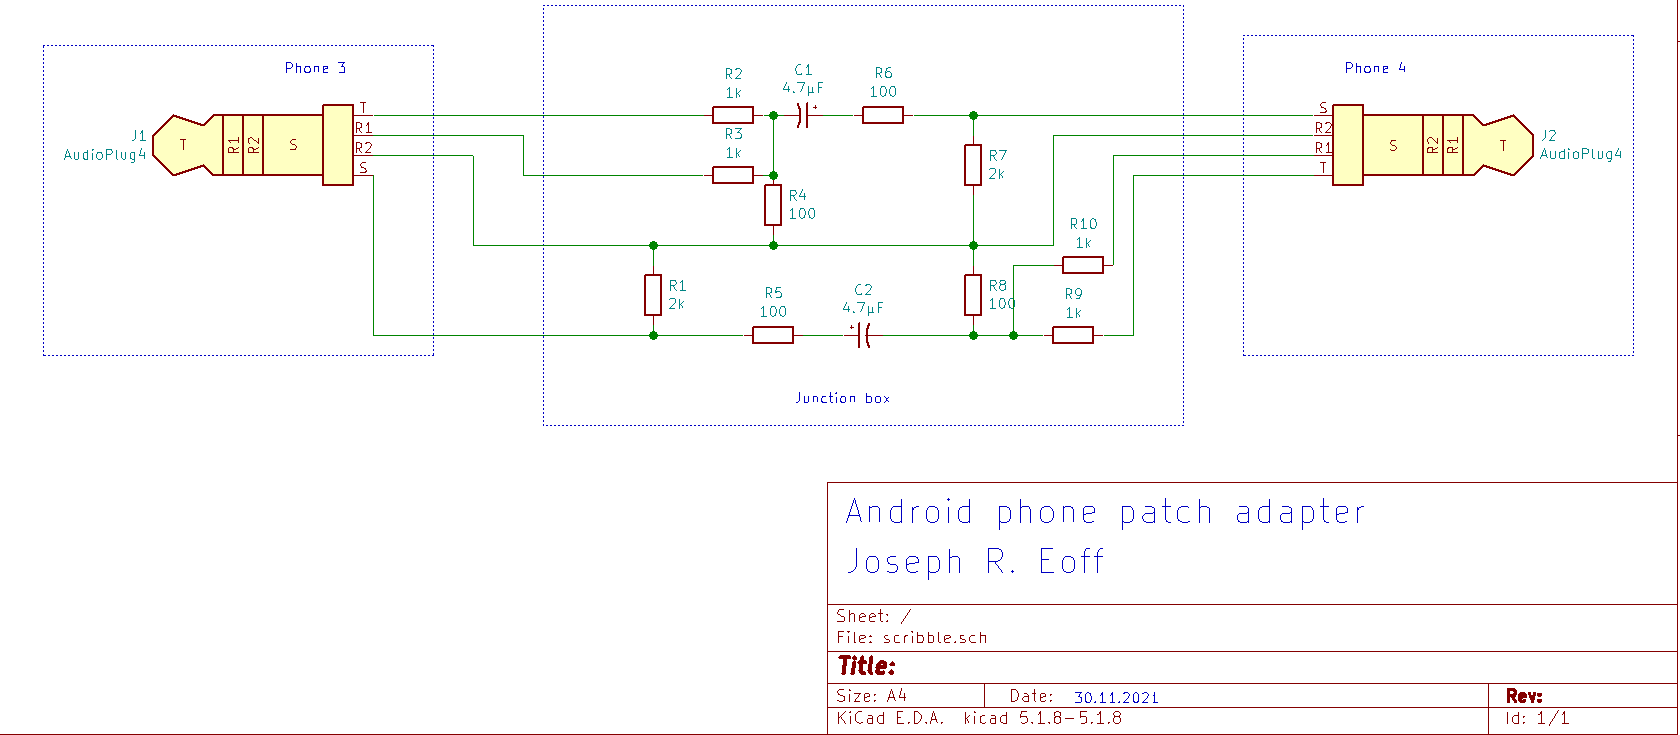 Phone 3
J1
AudioPlug4
T
R1
R2
S
T
R1
R2
S
R2
1k
C1
4.7µF
+
R6
100
R3
1k
R4
100
R7
2k
R1
2k
R5
100
C2
4.7µF
+
R8
100
R10
1k
R9
1k
Junction box
Phone 4
S
R2
R1
T
S
R2
R1
T
J2
AudioPlug4
Android phone patch adapter
Joseph R. Eoff
Sheet: /
File: scribble.sch
Title:
Size: A4 Date: 30.11.2021 Rev:
KiCad E.D.A. kicad 5.1.8-5.1.8 Id: 1/1